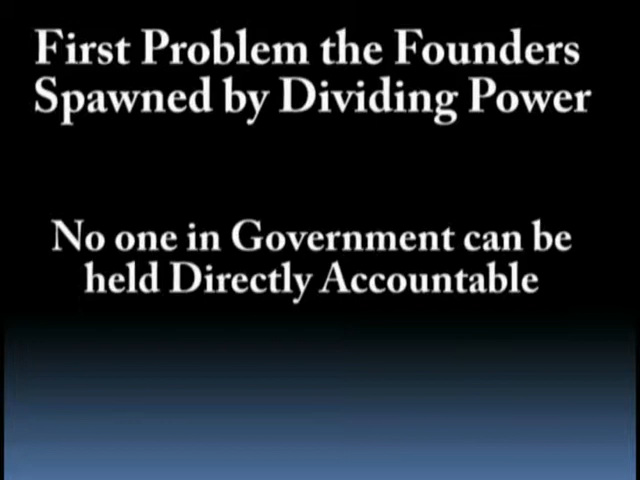 First Problem the Founders
Spawned by Dividing Power
No one in Government can be
held Directly Accountable